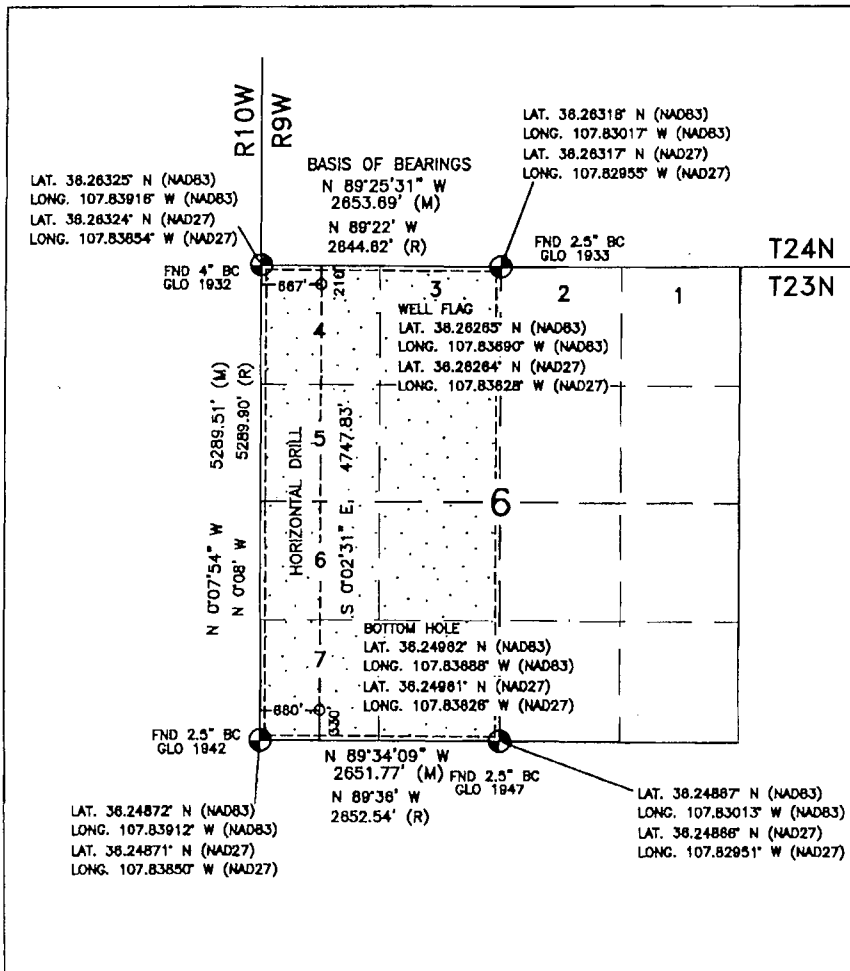 R10W
R9W
BASIS OF BEARINGS
N 89°25'31" W
2653.69' (M)
N 89°22' W
2644.62' (R)
LAT. 36.26318° N (NAD83)
LONG. 107.83017° W (NAD83)
LAT. 36.26317° N (NAD27)
LONG. 107.82955° W (NAD27)
LAT. 36.26325° N (NAD83)
LONG. 107.83916° W (NAD83)
LAT. 36.26324° N (NAD27)
LONG. 107.83854° W (NAD27)
FND 2.5" BC
GLO 1933
T24N
T23N
FND 4" BC
GLO 1932
667'
210'
3
2
1
4
WELL FLAG
LAT. 36.26265° N (NAD83)
LONG. 107.83690° W (NAD83)
LAT. 36.26264° N (NAD27)
LONG. 107.83628° W (NAD27)
5289.51' (M)
5289.90' (R)
N 0°07'54" W
N 0°08' W
HORIZONTAL DRILL
5
S 0°02'31" E, 4747.83'
6
6
7
BOTTOM HOLE
LAT. 36.24982° N (NAD83)
LONG. 107.83688° W (NAD83)
LAT. 36.24981° N (NAD27)
LONG. 107.83626° W (NAD27)
680'
330'
FND 2.5" BC
GLO 1942
N 89°34'09" W
2651.77' (M)
N 89°36' W
2652.54' (R)
FND 2.5" BC
GLO 1947
LAT. 36.24872° N (NAD83)
LONG. 107.83912° W (NAD83)
LAT. 36.24871° N (NAD27)
LONG. 107.83850° W (NAD27)
LAT. 36.24867° N (NAD83)
LONG. 107.83013° W (NAD83)
LAT. 36.24866° N (NAD27)
LONG. 107.82951° W (NAD27)